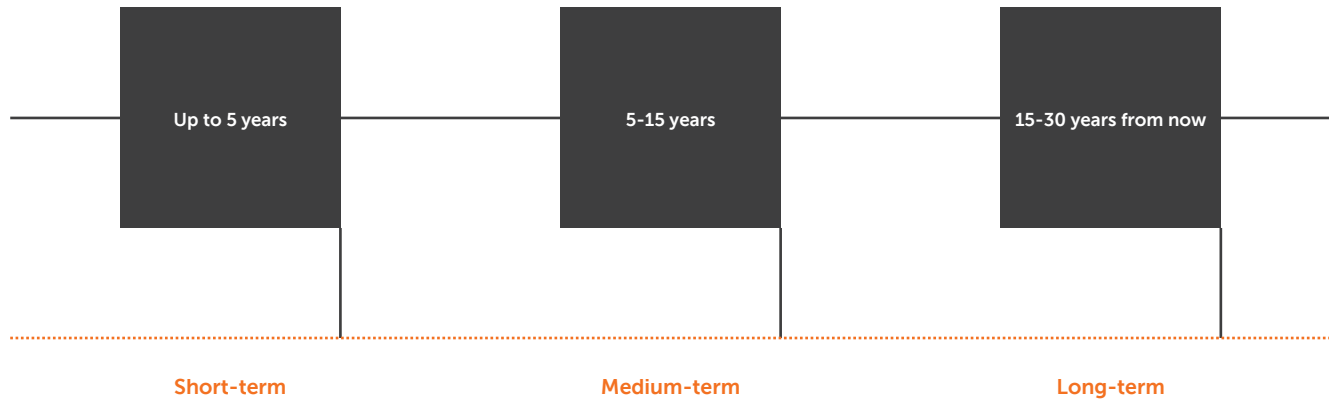 Up to 5 years
5-15 years
15-30 years from now
Short-term
Medium-term
Long-term